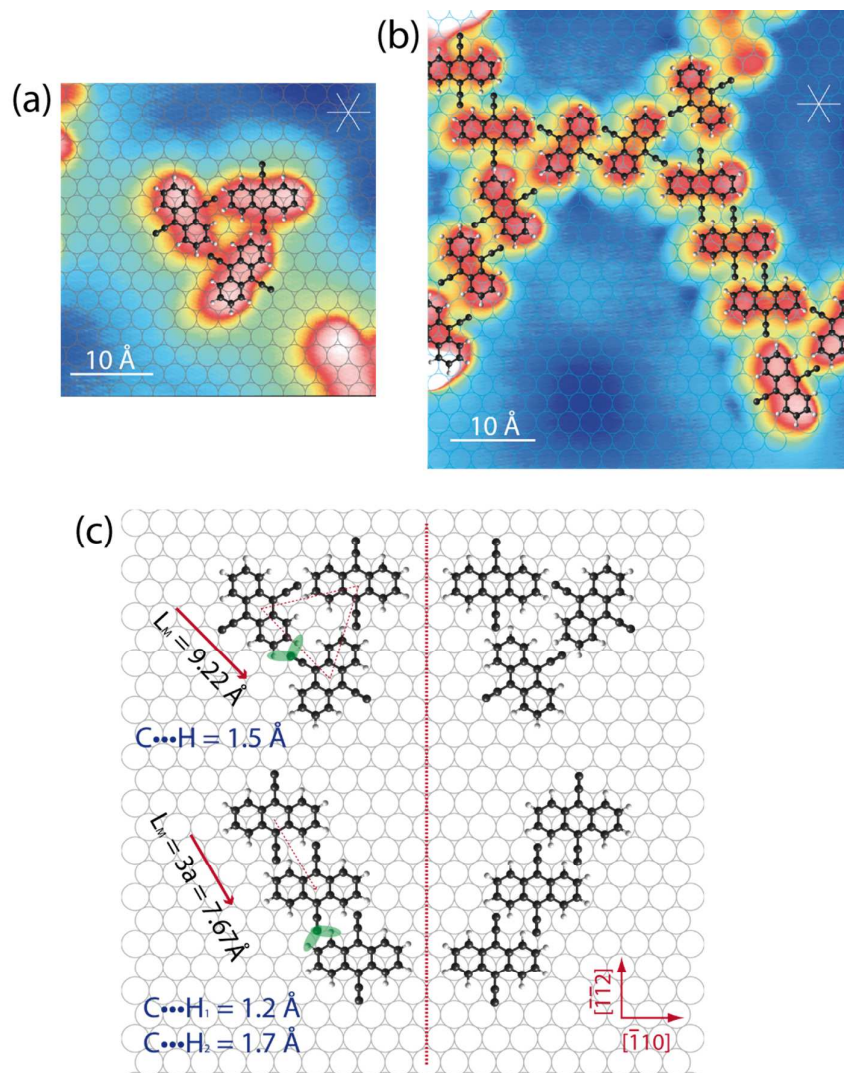 (a)
10 Å
(b)
10 Å
(c)
L_M = 9.22 Å
C•••H = 1.5 Å
L_M = 3a = 7.67Å
C•••H₁ = 1.2 Å
C•••H₂ = 1.7 Å
[1̅1̅2]
[1̅10]